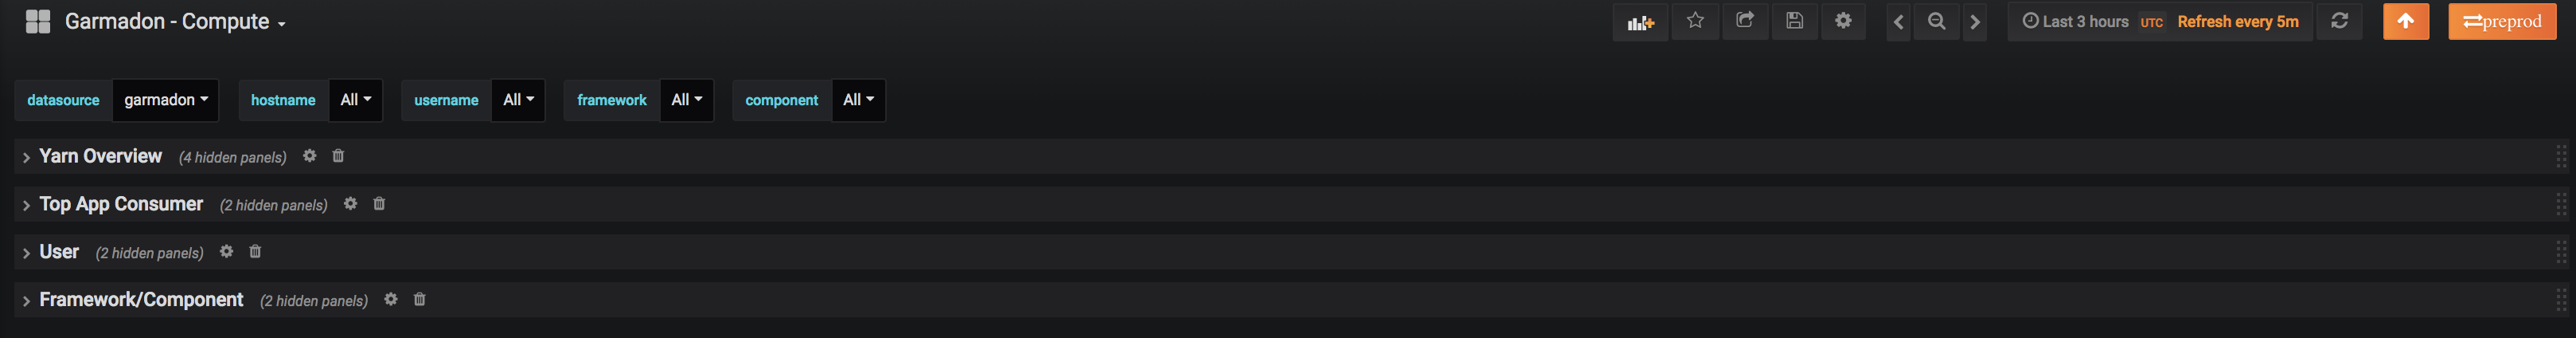 Garmadon - Compute Last 3 hours UTC Refresh every 5m preprod
datasource garmadon hostname All username All framework All component All
Yarn Overview (4 hidden panels)
Top App Consumer (2 hidden panels)
User (2 hidden panels)
Framework/Component (2 hidden panels)